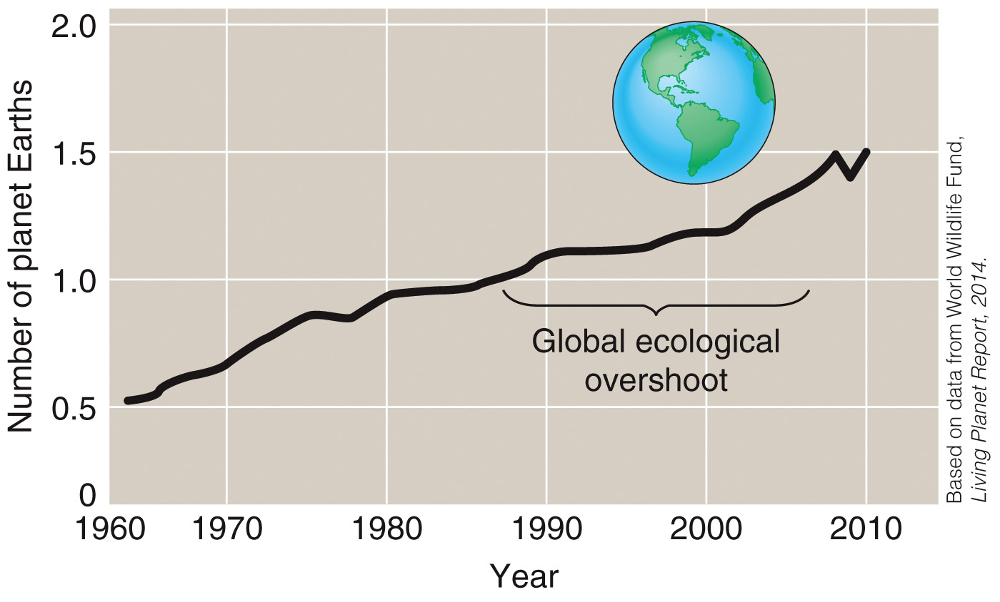 Number of planet Earths
2.0
1.5
1.0
0.5
0
1960
1970
1980
1990
2000
2010
Year
Global ecological
overshoot
Based on data from World Wildlife Fund,
Living Planet Report, 2014.